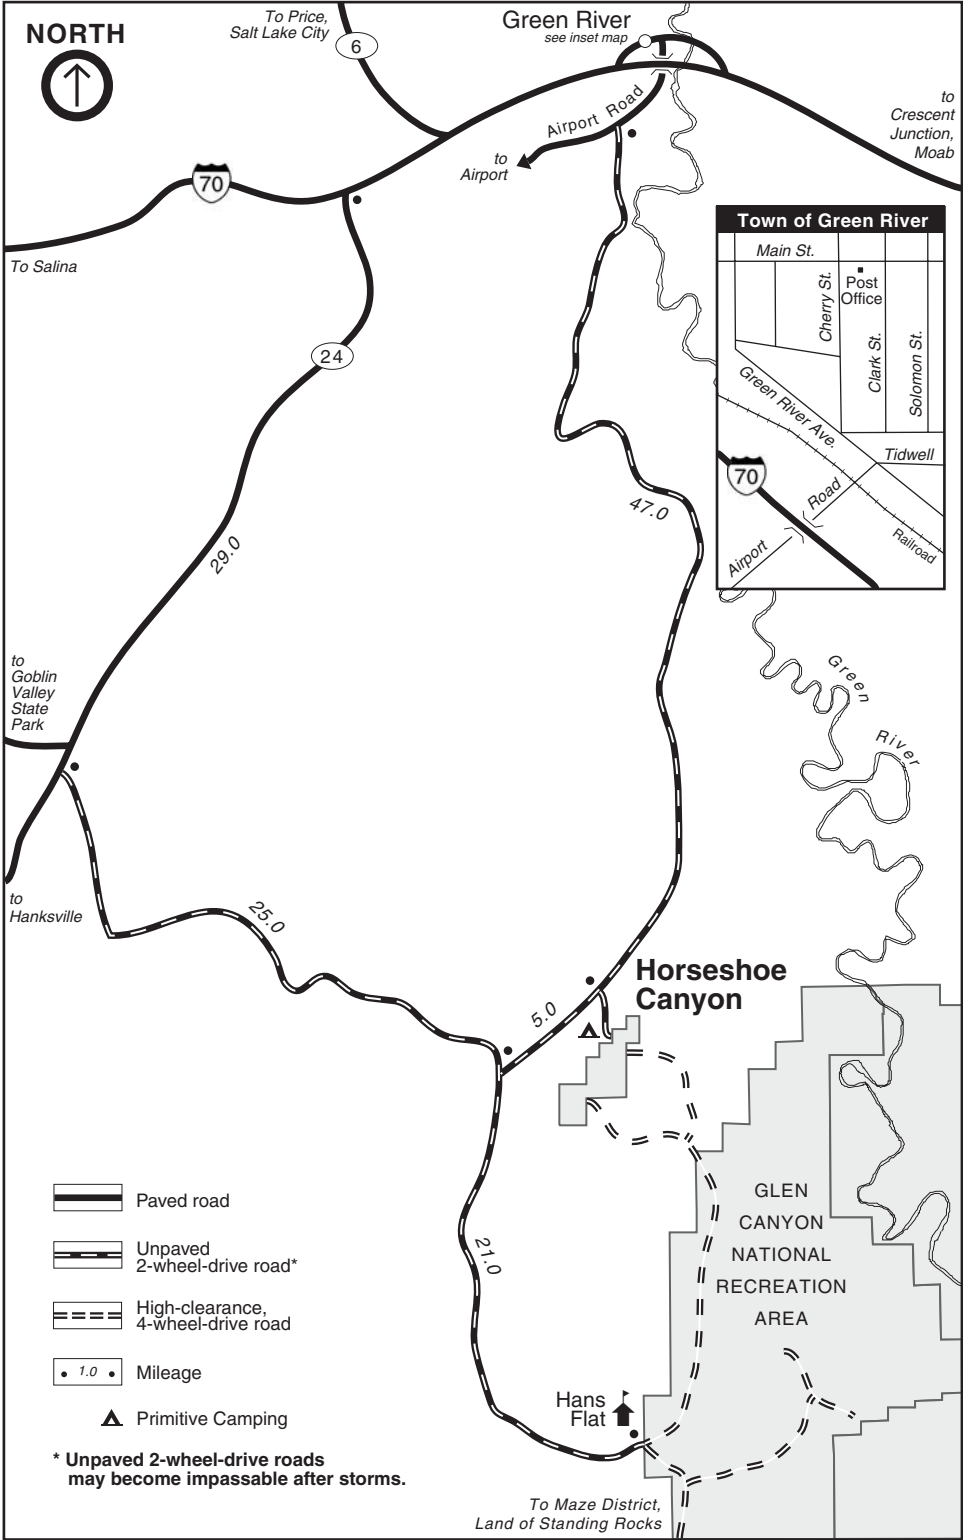 NORTH
To Price,
Salt Lake City
6
Green River
see inset map
to
Crescent
Junction,
Moab
Airport Road
to
Airport
70
To Salina
24
Town of Green River
Main St.
Cherry St.
Post
Office
Clark St.
Solomon St.
Green River Ave.
Tidwell
70
Road
Airport
Railroad
47.0
29.0
to
Goblin
Valley
State
Park
Green
River
to
Hanksville
25.0
Horseshoe
Canyon
5.0
21.0
GLEN
CANYON
NATIONAL
RECREATION
AREA
Paved road
Unpaved
2-wheel-drive road*
High-clearance,
4-wheel-drive road
1.0
Mileage
Primitive Camping
* Unpaved 2-wheel-drive roads
may become impassable after storms.
Hans
Flat
To Maze District,
Land of Standing Rocks